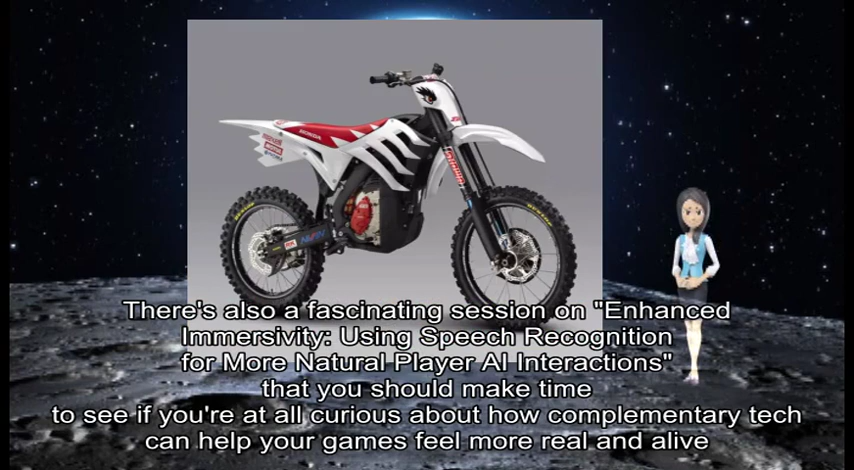 HONDA
There's also a fascinating session on "Enhanced
Immersivity: Using Speech Recognition
for More Natural Player AI Interactions"
that you should make time
to see if you're at all curious about how complementary tech
can help your games feel more real and alive